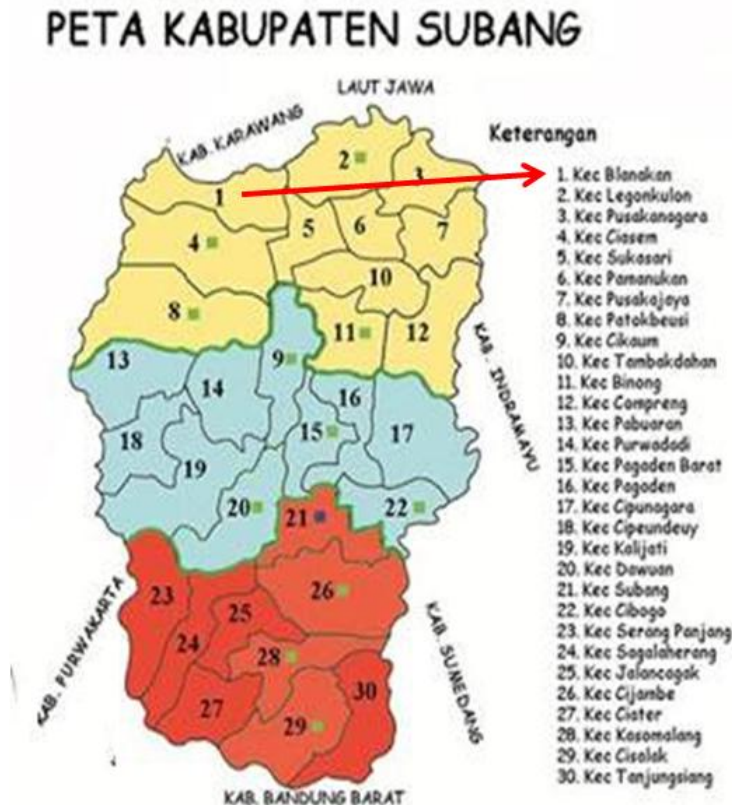 PETA KABUPATEN SUBANG
LAUT JAWA
KAB. KARAWANG
Keterangan
1. Kec Blanakan
2. Kec Legonkulon
3. Kec Pusakanagara
4. Kec Ciasem
5. Kec Sukasari
6. Kec Pamanukan
7. Kec Pusakajaya
8. Kec Patokbeusi
9. Kec Cikaum
10. Kec Tambakdahan
11. Kec Binong
12. Kec Compreng
13. Kec Pabuaran
14. Kec Purwadadi
15. Kec Pagaden Barat
16. Kec Pagaden
17. Kec Cipunagara
18. Kec Cipeundeuy
19. Kec Kalijati
20. Kec Dawuan
21. Kec Subang
22. Kec Cibogo
23. Kec Serang Panjang
24. Kec Sagalaherang
25. Kec Jalancagak
26. Kec Cijambe
27. Kec Ciater
28. Kec Kasomalang
29. Kec Cisalak
30. Kec Tanjungsiang
2
3
1
5
6
7
4
10
8
11
12
9
13
14
16
15
17
18
19
20
21
22
23
24
25
26
28
27
29
30
KAB. INDRAMAYU
KAB. PURWAKARTA
KAB. SUMEDANG
KAB. BANDUNG BARAT